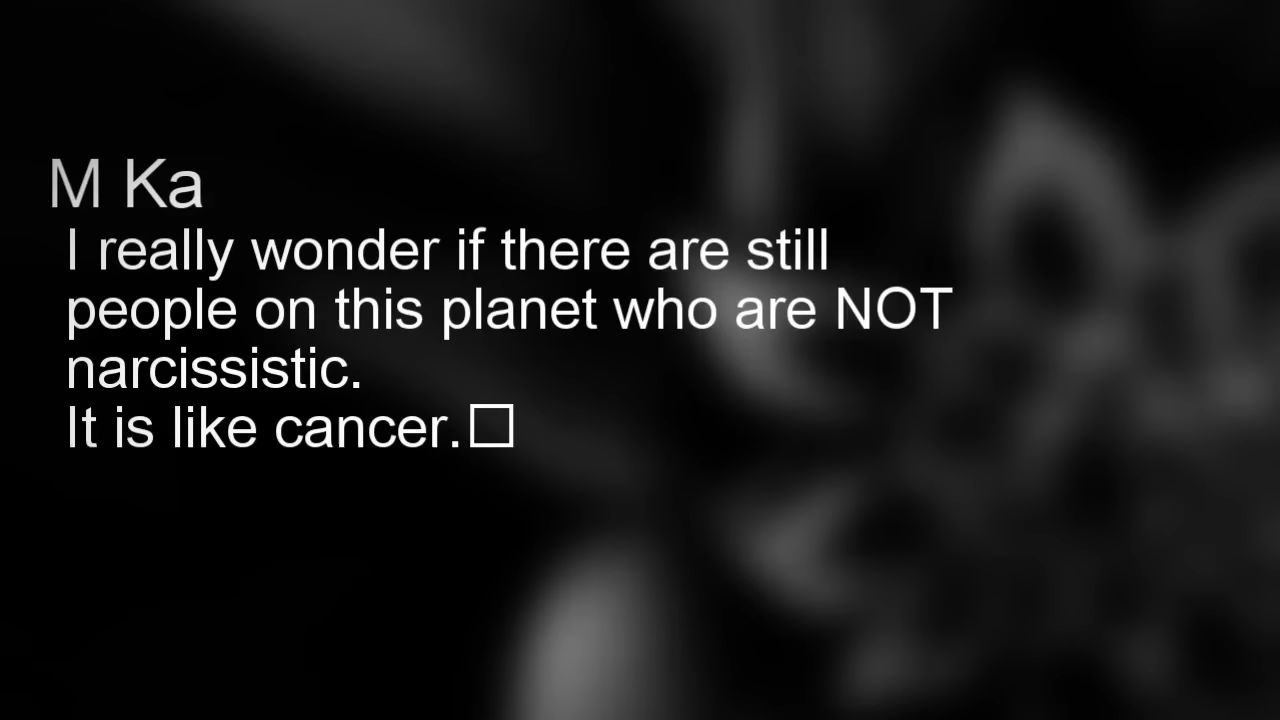 M Ka
I really wonder if there are still
people on this planet who are NOT
narcissistic.
It is like cancer.□